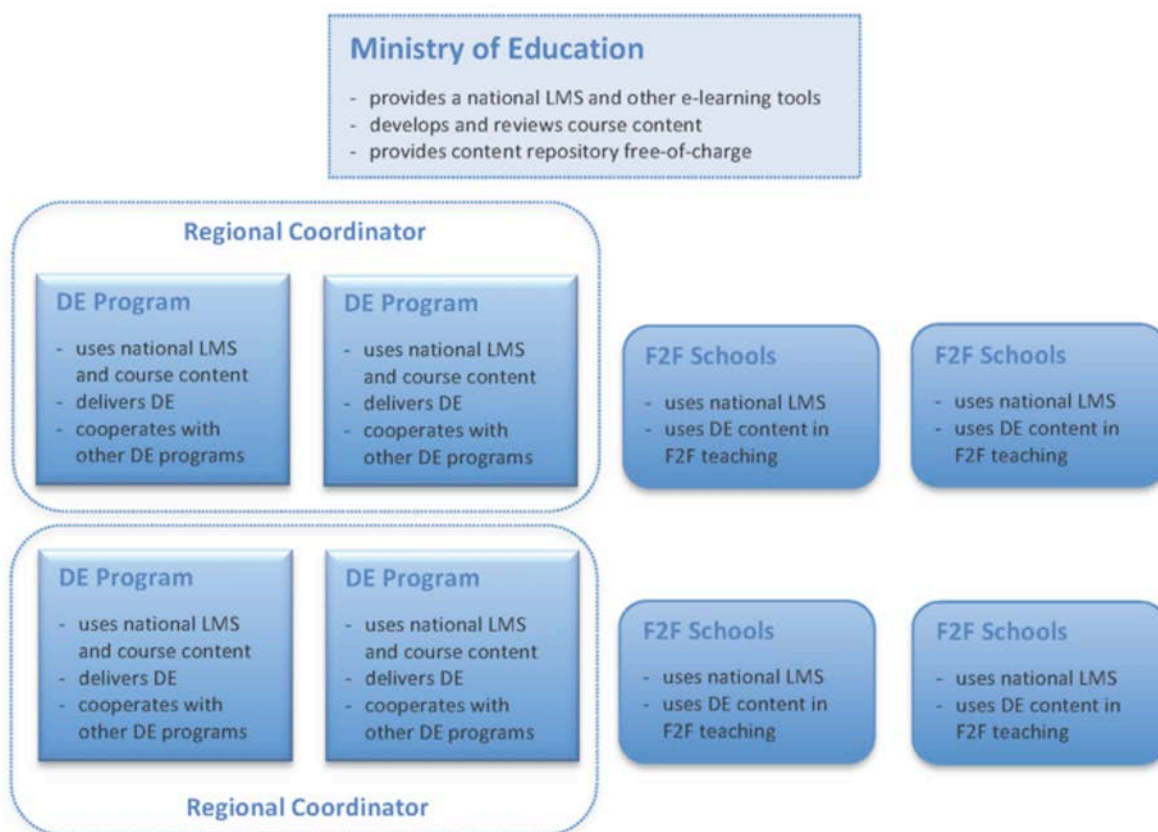 Ministry of Education
- provides a national LMS and other e-learning tools
- develops and reviews course content
- provides content repository free-of-charge
Regional Coordinator
DE Program
- uses national LMS
and course content
- delivers DE
- cooperates with
other DE programs
DE Program
- uses national LMS
and course content
- delivers DE
- cooperates with
other DE programs
F2F Schools
- uses national LMS
- uses DE content in
F2F teaching
F2F Schools
- uses national LMS
- uses DE content in
F2F teaching
DE Program
- uses national LMS
and course content
- delivers DE
- cooperates with
other DE programs
DE Program
- uses national LMS
and course content
- delivers DE
- cooperates with
other DE programs
F2F Schools
- uses national LMS
- uses DE content in
F2F teaching
F2F Schools
- uses national LMS
- uses DE content in
F2F teaching
Regional Coordinator